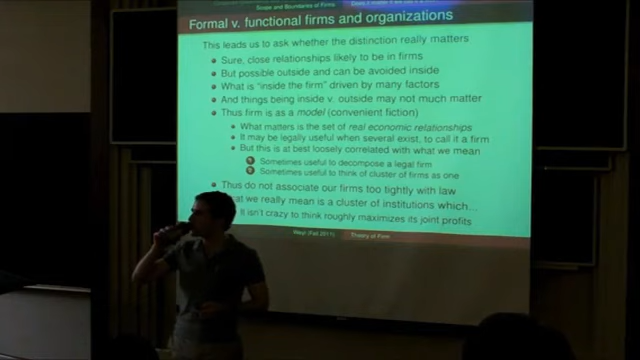 Scope and Boundaries of Firms
Formal v. functional firms and organizations
This leads us to ask whether the distinction really matters
Sure, close relationships likely to be in firms
But possible outside and can be avoided inside
What is "inside the firm" driven by many factors
And things being inside v. outside may not much matter
Thus firm is as a model (convenient fiction)
What matters is the set of real economic relationships
It may be legally useful when several exist, to call it a firm
But this is at best loosely correlated with what we mean
Sometimes useful to decompose a legal firm
Sometimes useful to think of cluster of firms as one
Thus do not associate our firms too tightly with law
at we really mean is a cluster of institutions which...
It isn't crazy to think roughly maximizes its joint profits
Weyl (Fall 2011) Theory of Firm